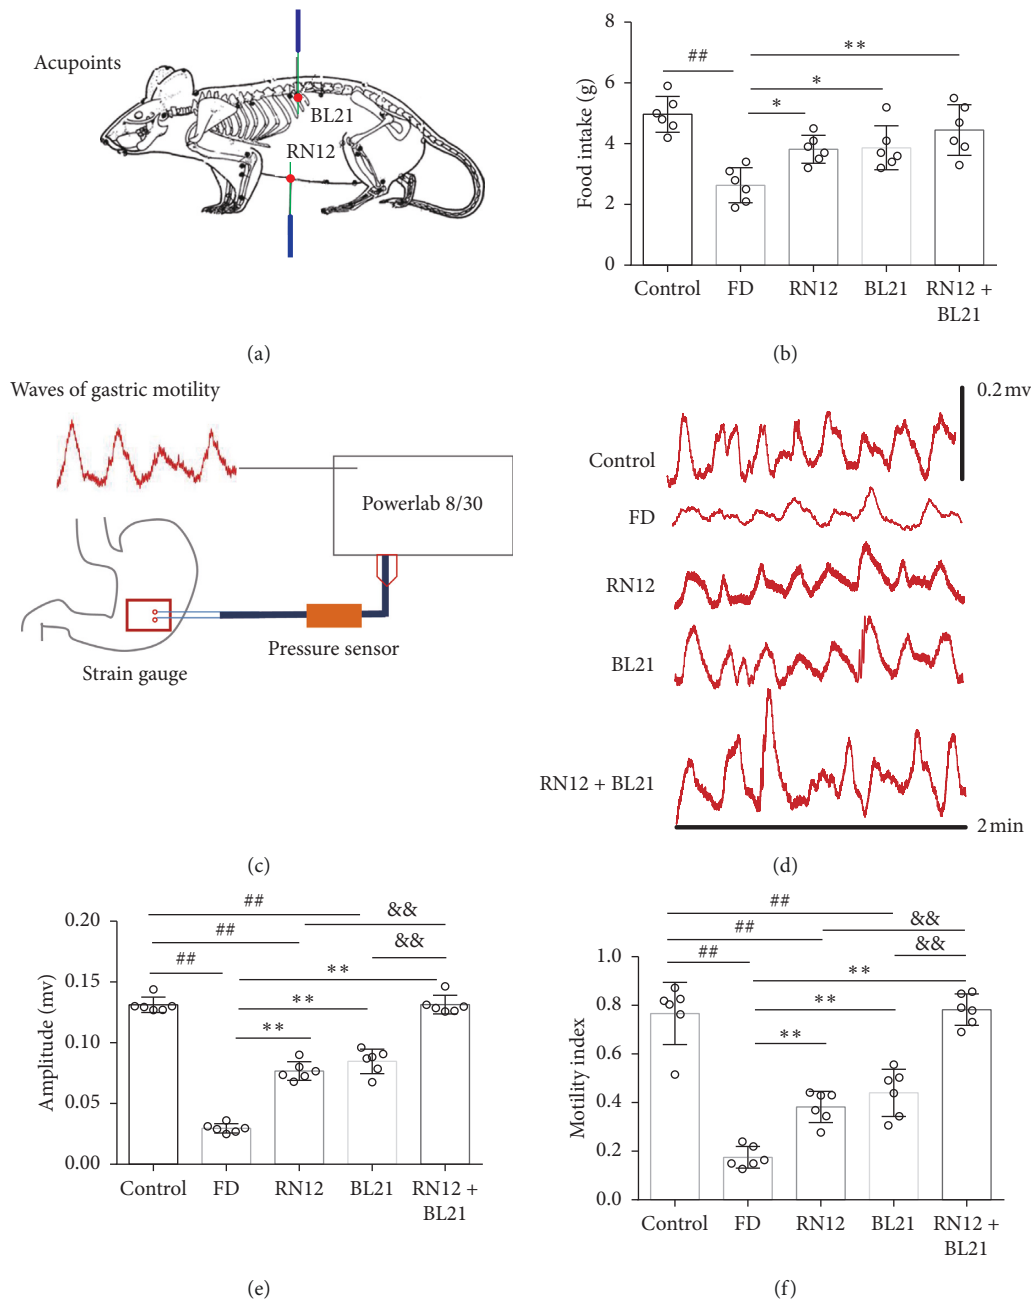 Acupoints
BL21
RN12
(a)
Food intake (g)
8
6
4
2
0
##
*
*
**
Control
FD
RN12
BL21
RN12 +
BL21
(b)
Waves of gastric motility
Powerlab 8/30
Pressure sensor
Strain gauge
(c)
0.2 mv
Control
FD
RN12
BL21
RN12 + BL21
2 min
(d)
Amplitude (mv)
0.20
0.15
0.10
0.05
0.00
##
&&
##
&&
##
**
**
**
Control
FD
RN12
BL21
RN12 +
BL21
(e)
Motility index
1.0
0.8
0.6
0.4
0.2
0.0
##
&&
##
&&
##
**
**
**
Control
FD
RN12
BL21
RN12 +
BL21
(f)